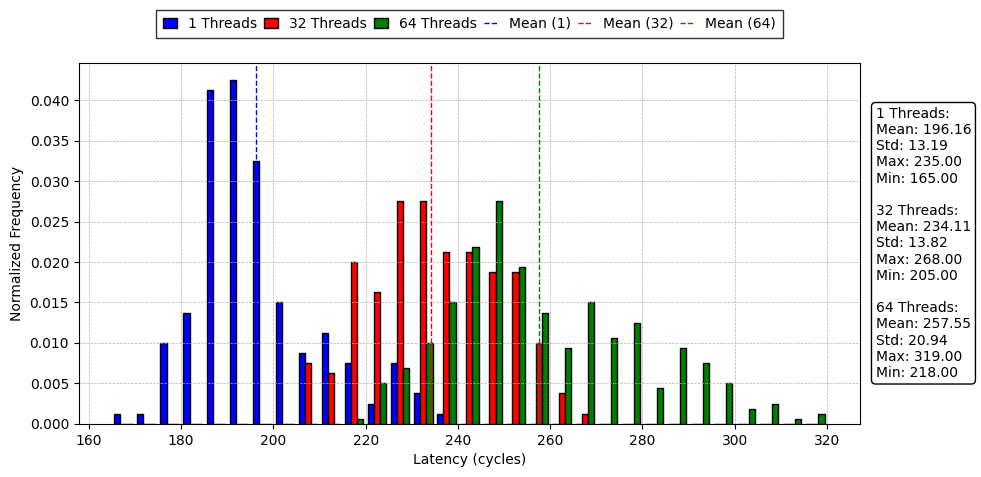 1 Threads 32 Threads 64 Threads Mean (1) Mean (32) Mean (64)
Normalized Frequency
0.040
0.035
0.030
0.025
0.020
0.015
0.010
0.005
0.000
160 180 200 220 240 260 280 300 320
Latency (cycles)
1 Threads:
Mean: 196.16
Std: 13.19
Max: 235.00
Min: 165.00
32 Threads:
Mean: 234.11
Std: 13.82
Max: 268.00
Min: 205.00
64 Threads:
Mean: 257.55
Std: 20.94
Max: 319.00
Min: 218.00